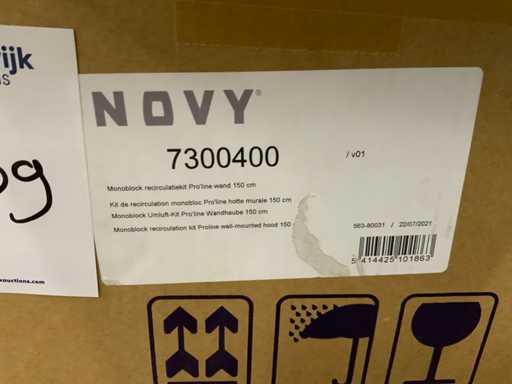 NOVY®
7300400 / v01
Monoblock recirculatiekit Pro'line wand 150 cm
Kit de recirculation monobloc Pro'line hotte murale 150 cm
Monoblock Umluft-Kit Pro'line Wandhaube 150 cm
Monoblock recirculation kit Proline wall-mounted hood 150
563-80031 / 22/07/2021
5 414425 101863